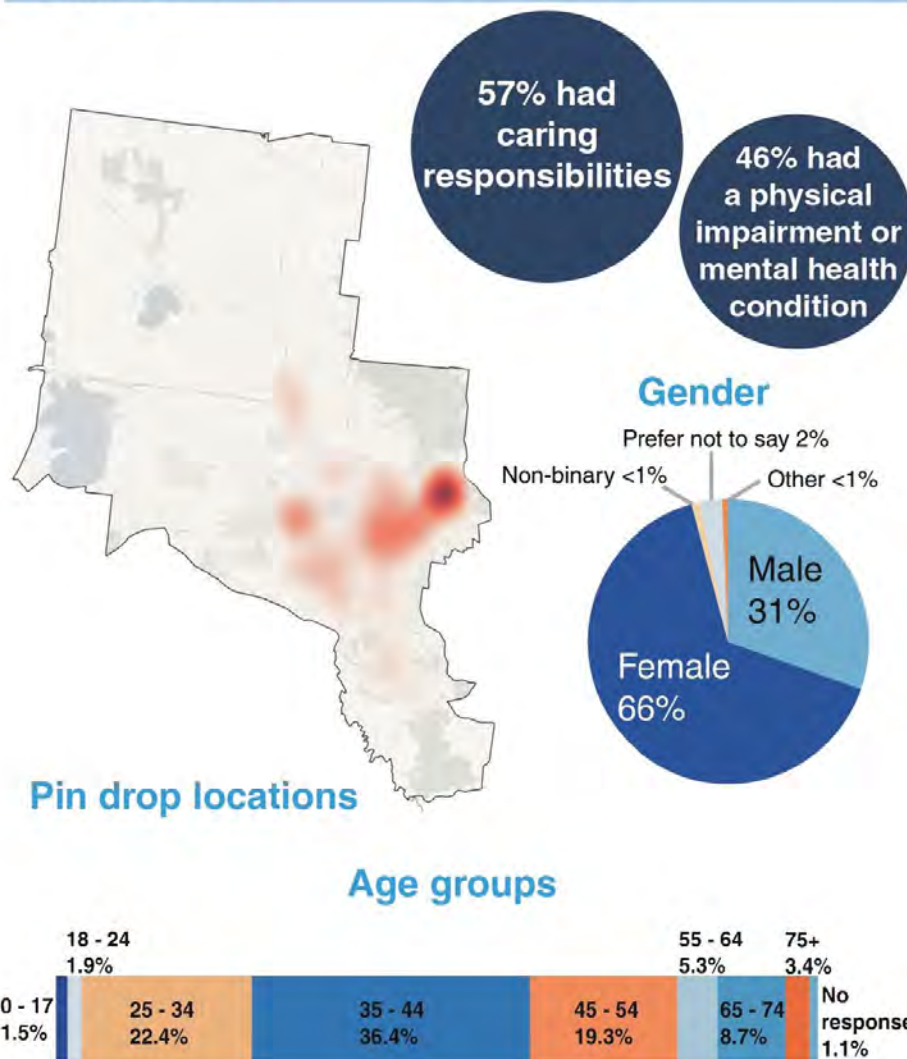 57% had
caring
responsibilities
46% had
a physical
impairment or
mental health
condition
Gender
Prefer not to say 2%
Non-binary <1%
Other <1%
Male
31%
Female
66%
Pin drop locations
Age groups
18 - 24
1.9%
55 - 64
5.3%
75+
3.4%
0 - 17
1.5%
25 - 34
22.4%
35 - 44
36.4%
45 - 54
19.3%
65 - 74
8.7%
No
response
1.1%